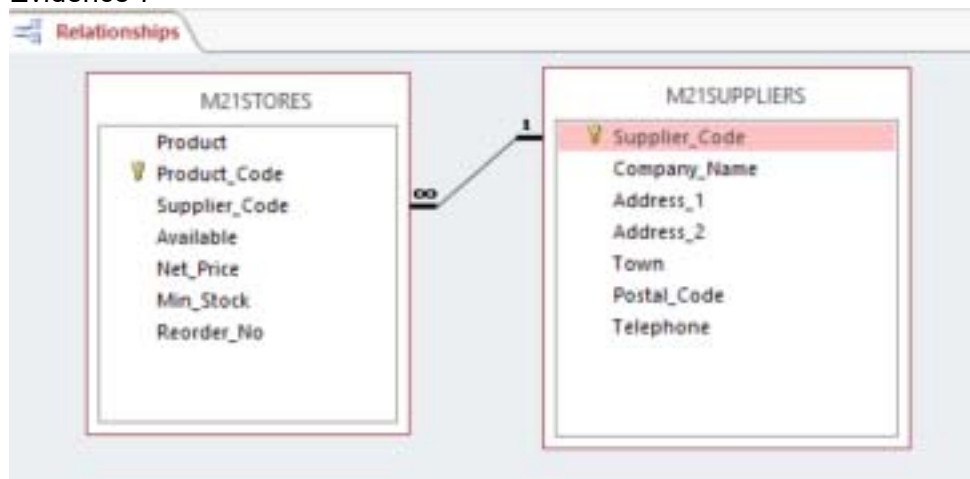 Relationships
M21STORES
Product
Product_Code
Supplier_Code
Available
Net_Price
Min_Stock
Reorder_No
∞
1
M21SUPPLIERS
Supplier_Code
Company_Name
Address_1
Address_2
Town
Postal_Code
Telephone